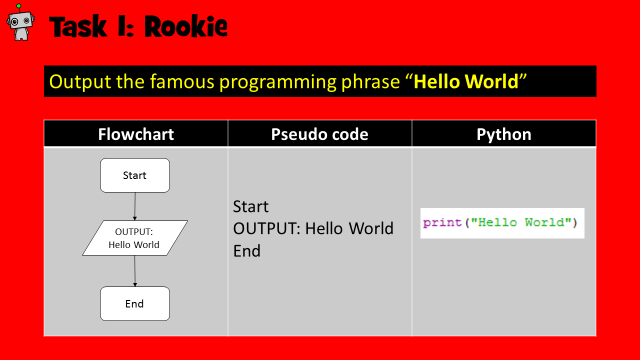 Task 1: Rookie
Output the famous programming phrase “Hello World”
Flowchart
Pseudo code
Python
Start
OUTPUT:
Hello World
End
Start
OUTPUT: Hello World
End
print("Hello World")